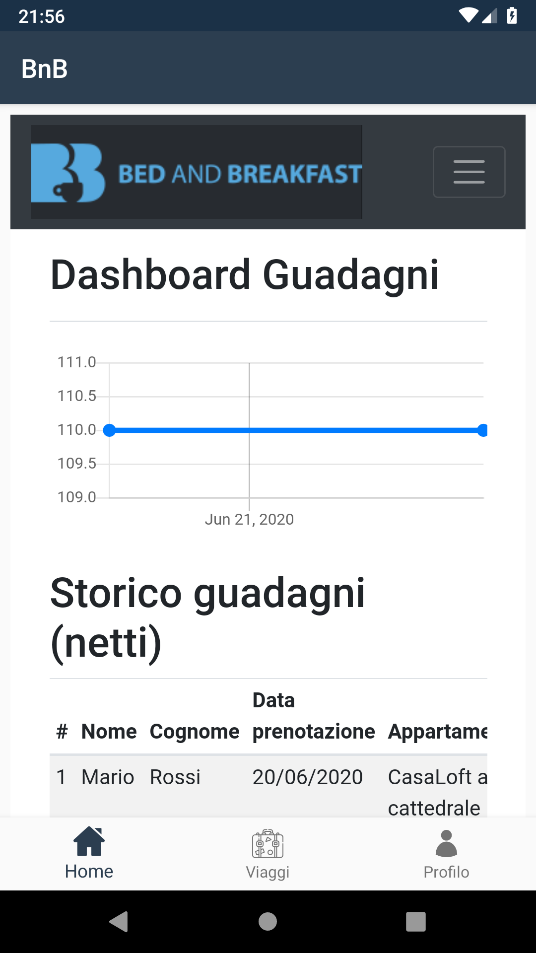 21:56
BnB
BED AND BREAKFAST
Dashboard Guadagni
111.0
110.5
110.0
109.5
109.0
Jun 21, 2020
Storico guadagni
(netti)
# Nome Cognome Data prenotazione Appartame
1 Mario Rossi 20/06/2020 CasaLoft a
cattedrale
Home Viaggi Profilo